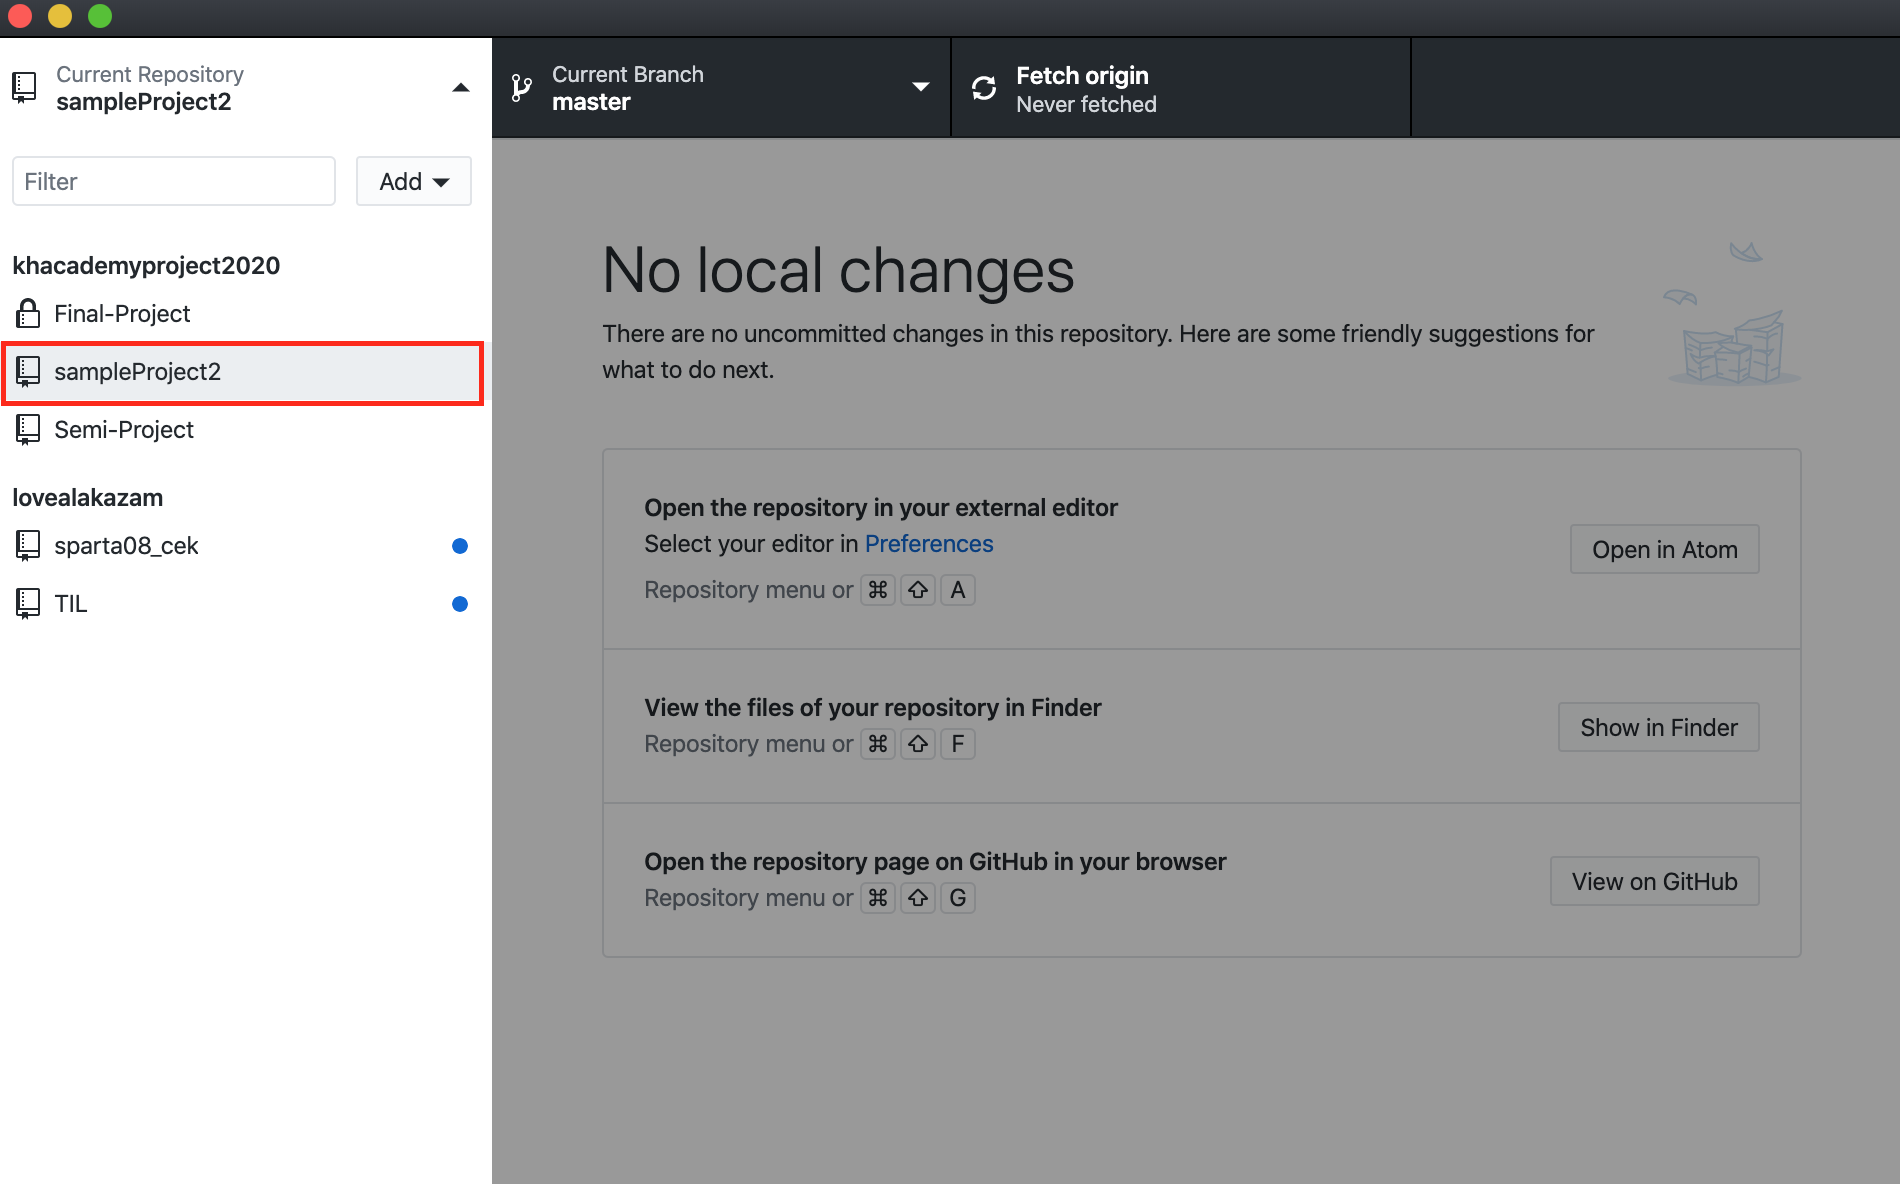 Current Repository
sampleProject2
Current Branch
master
Fetch origin
Never fetched
Filter
Add
khacademyproject2020
Final-Project
sampleProject2
Semi-Project
lovealakazam
sparta08_cek
TIL
No local changes
There are no uncommitted changes in this repository. Here are some friendly suggestions for
what to do next.
Open the repository in your external editor
Select your editor in Preferences
Repository menu or ⌘ ⇧ A
Open in Atom
View the files of your repository in Finder
Repository menu or ⌘ ⇧ F
Show in Finder
Open the repository page on GitHub in your browser
Repository menu or ⌘ ⇧ G
View on GitHub